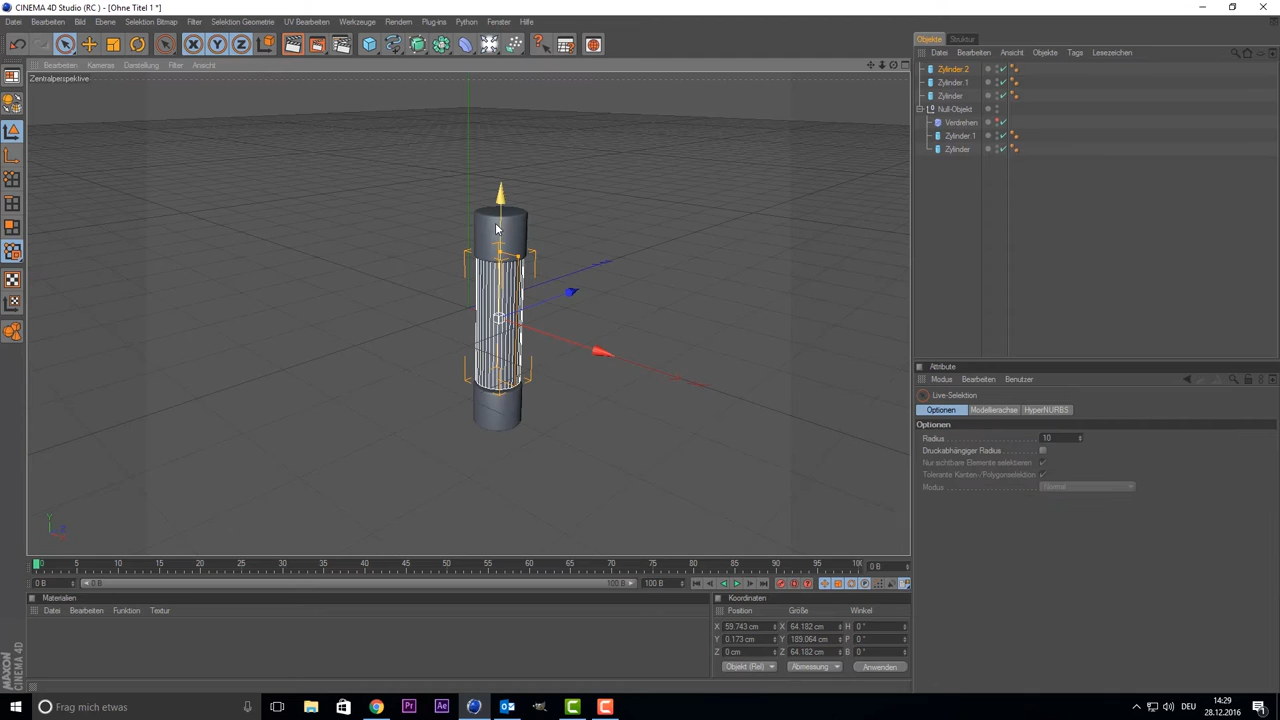 CINEMA 4D Studio (RC ) - [Ohne Titel 1 *]
Datei Bearbeiten Bild Ebene Selektion Bitmap Filter Selektion Geometrie UV Bearbeiten Werkzeuge Rendern Plug-ins Python Fenster Hilfe
Objekte Struktur
Datei Bearbeiten Ansicht Objekte Tags Lesezeichen
Bearbeiten Kameras Darstellung Filter Ansicht
Zentralperspektive
Zylinder.2
Zylinder.1
Zylinder
Null-Objekt
Verdrehen
Zylinder.1
Zylinder
Attribute
Modus Bearbeiten Benutzer
Live-Selektion
Optionen Modellierachse HyperNURBS
Optionen
Radius 10
Druckabhängiger Radius
Nur sichtbare Elemente selektieren
Tolerante Kanten-/Polygonselektion
Modus Normal
Y
0 5 10 15 20 25 30 35 40 45 50 55 60 65 70 75 80 85 90 95 0 B
0 B 0 B 100 B 100 B
Materialien
Datei Bearbeiten Funktion Textur
Koordinaten
Position Größe Winkel
X 59.743 cm X 64.182 cm H 0 °
Y 0.173 cm Y 189.064 cm P 0 °
Z 0 cm Z 64.182 cm B 0 °
Objekt (Rel) Abmessung Anwenden
MAXON CINEMA 4D
Frag mich etwas
Pr Ae
DEU 14:29
28.12.2016